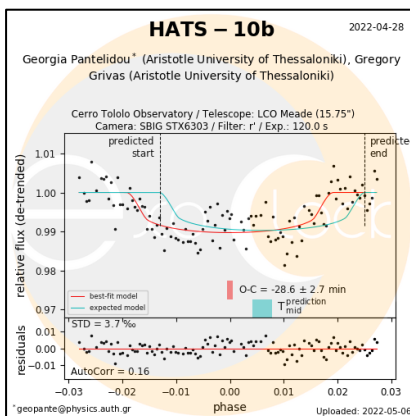 HATS − 10b
2022-04-28
Georgia Pantelidou* (Aristotle University of Thessaloniki), Gregory
Grivas (Aristotle University of Thessaloniki)
Cerro Tololo Observatory / Telescope: LCO Meade (15.75")
Camera: SBIG STX6303 / Filter: r' / Exp.: 120.0 s
predicted
start
predicted
end
relative flux (de-trended)
1.01
1.00
0.99
0.98
0.97
O-C = -28.6 ± 2.7 min
T prediction mid
best-fit model
expected model
STD = 3.7 ‰
residuals
0.01
0.00
−0.01
AutoCorr = 0.16
−0.03 −0.02 −0.01 0.00 0.01 0.02 0.03
phase
*geopante@physics.auth.gr
Uploaded: 2022-05-06